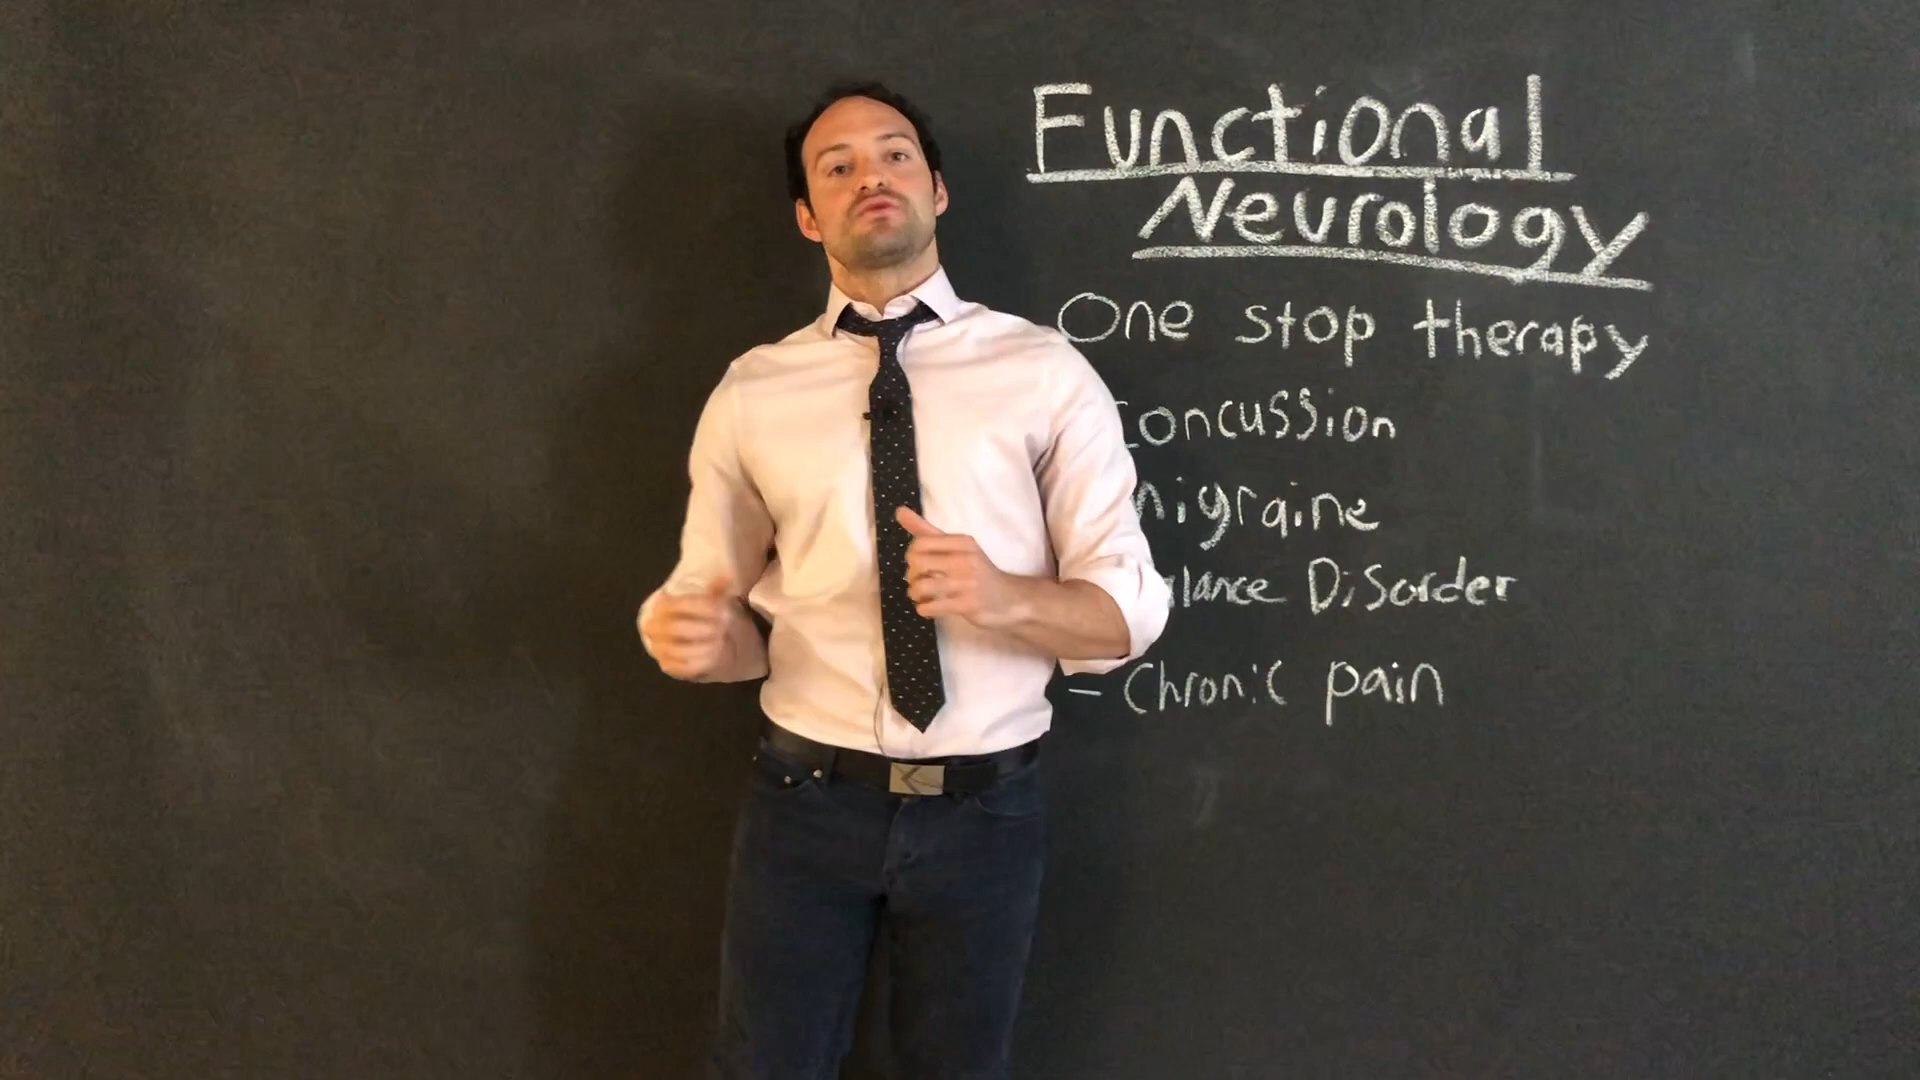 Functional
Neurology
One stop therapy
concussion
migraine
Disorder
- Chronic pain